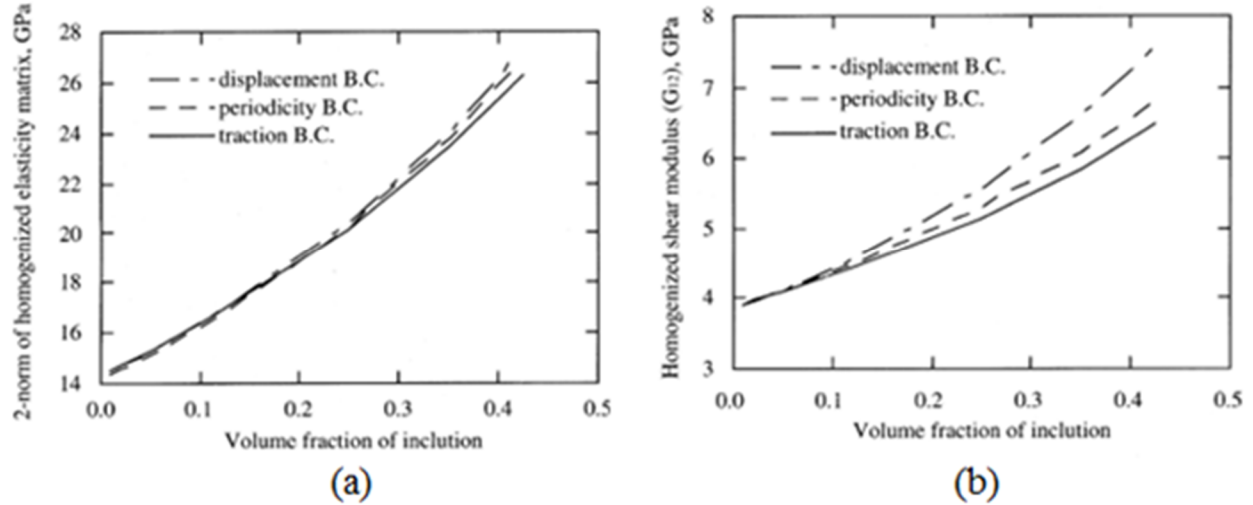 2-norm of homogenized elasticity matrix, GPa
28
26
24
22
20
18
16
14
displacement B.C.
periodicity B.C.
traction B.C.
0.0 0.1 0.2 0.3 0.4 0.5
Volume fraction of inclution
(a)
Homogenized shear modulus (G12), GPa
8
7
6
5
4
3
displacement B.C.
periodicity B.C.
traction B.C.
0.0 0.1 0.2 0.3 0.4 0.5
Volume fraction of inclution
(b)